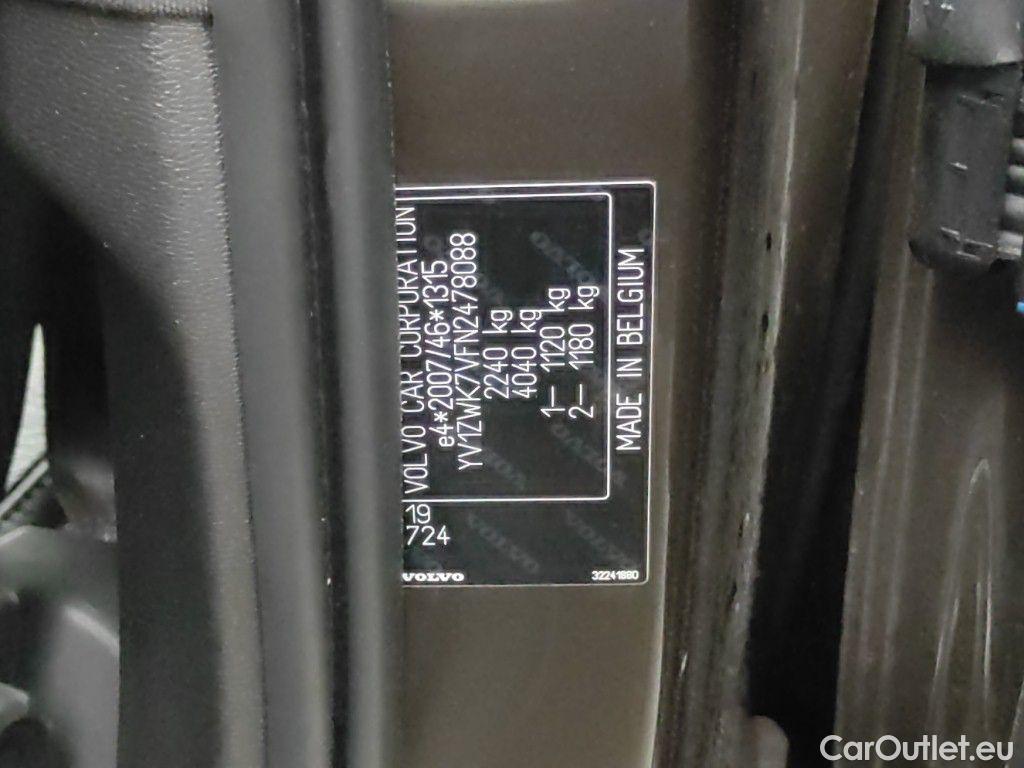 VOLVO CAR CORPORATION
e4*2007/46*1315
YV1ZWK7VFN2478088
2240 kg
4040 kg
1– 1120 kg
2– 1180 kg
MADE IN BELGIUM
19
724
VOLVO
32241880
CarOutlet.eu